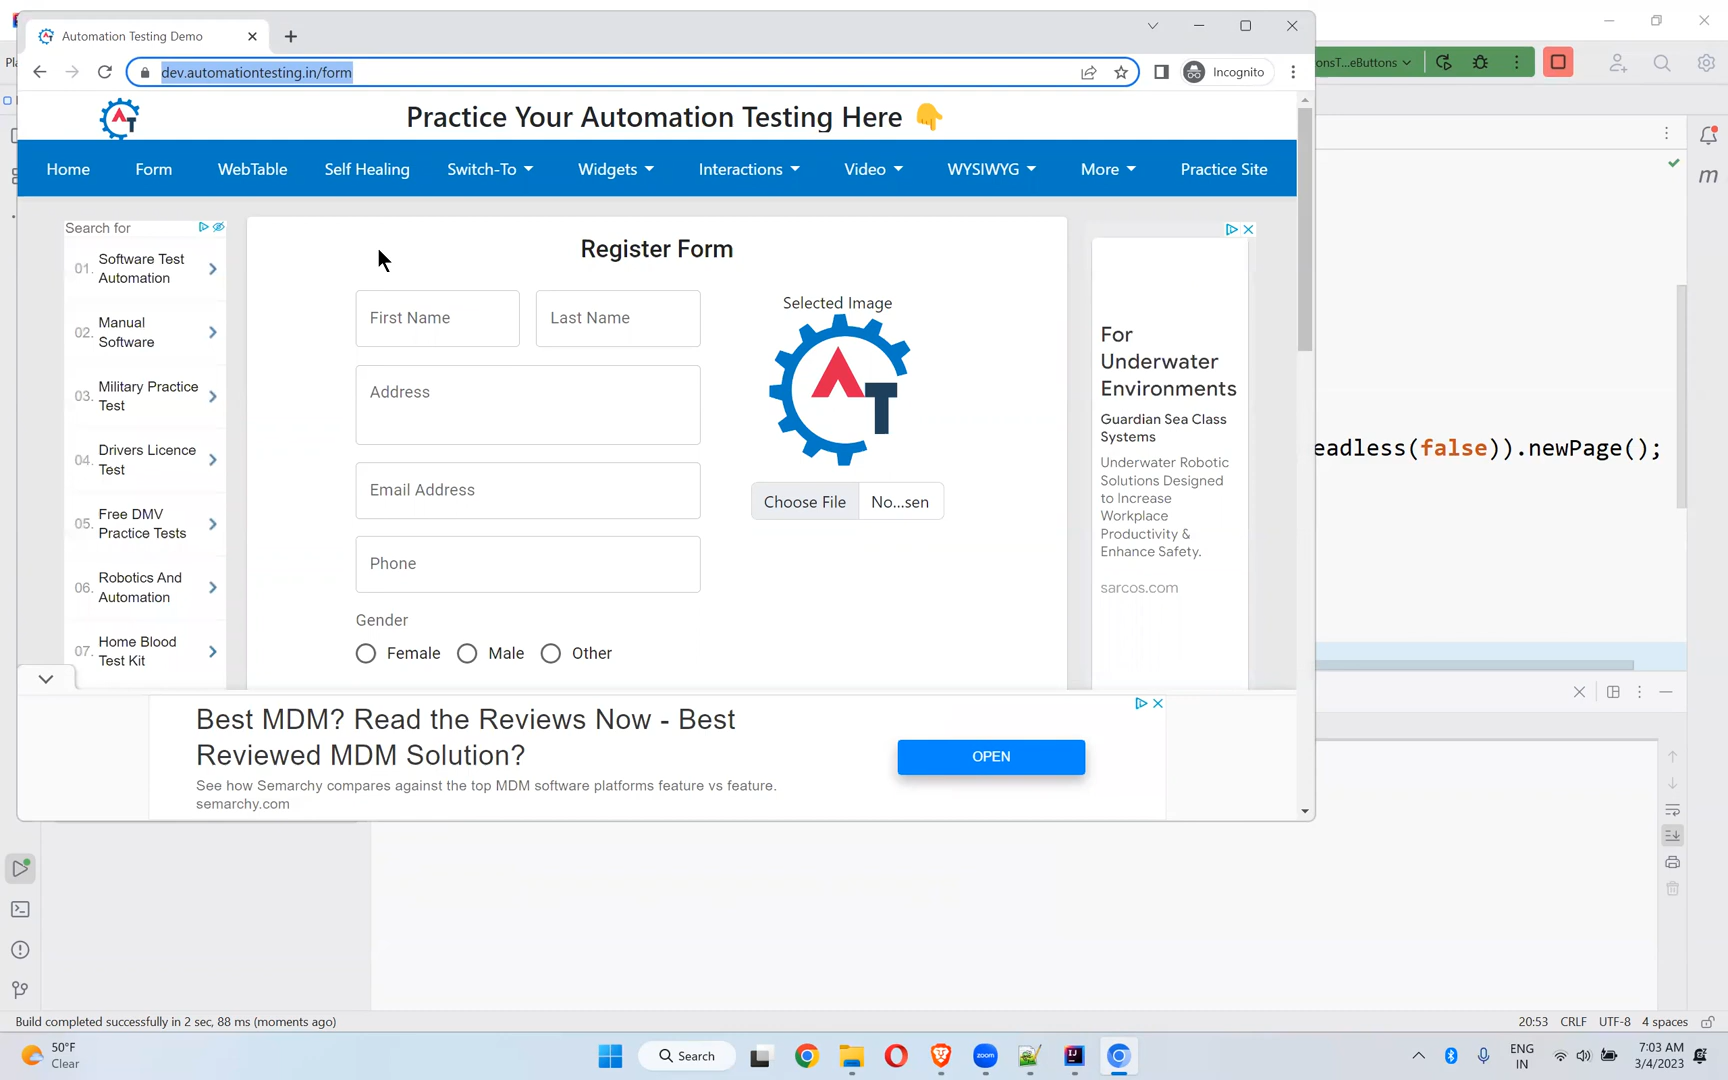 Automation Testing Demo
dev.automationtesting.in/form
Incognito
Practice Your Automation Testing Here 👇
Home Form WebTable Self Healing Switch-To Widgets Interactions Video WYSIWYG More Practice Site
Search for
01. Software Test
Automation
02. Manual
Software
03. Military Practice
Test
04. Drivers Licence
Test
05. Free DMV
Practice Tests
06. Robotics And
Automation
07. Home Blood
Test Kit
Register Form
First Name Last Name
Address
Email Address
Phone
Gender
Female Male Other
Selected Image
AT
Choose File No...sen
For
Underwater
Environments
Guardian Sea Class
Systems
Underwater Robotic
Solutions Designed
to Increase
Workplace
Productivity &
Enhance Safety.
sarcos.com
Best MDM? Read the Reviews Now - Best
Reviewed MDM Solution?
See how Semarchy compares against the top MDM software platforms feature vs feature.
semarchy.com
OPEN
onsT...eButtons
eadless(false)).newPage();
m
Build completed successfully in 2 sec, 88 ms (moments ago)
20:53 CRLF UTF-8 4 spaces
50°F
Clear
Search
zoom
IJ
ENG
IN
7:03 AM
3/4/2023